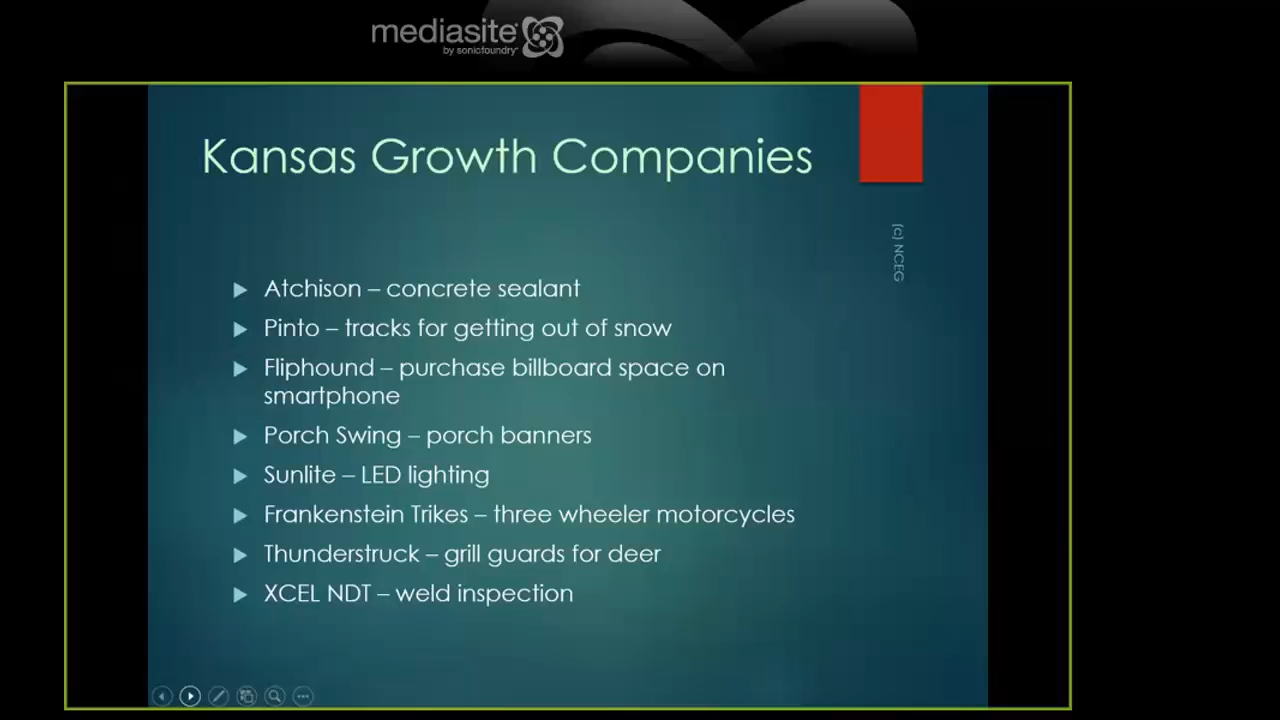 mediasite
by sonicfoundry
Kansas Growth Companies
(c) NCEG
Atchison – concrete sealant
Pinto – tracks for getting out of snow
Fliphound – purchase billboard space on
smartphone
Porch Swing – porch banners
Sunlite – LED lighting
Frankenstein Trikes – three wheeler motorcycles
Thunderstruck – grill guards for deer
XCEL NDT – weld inspection